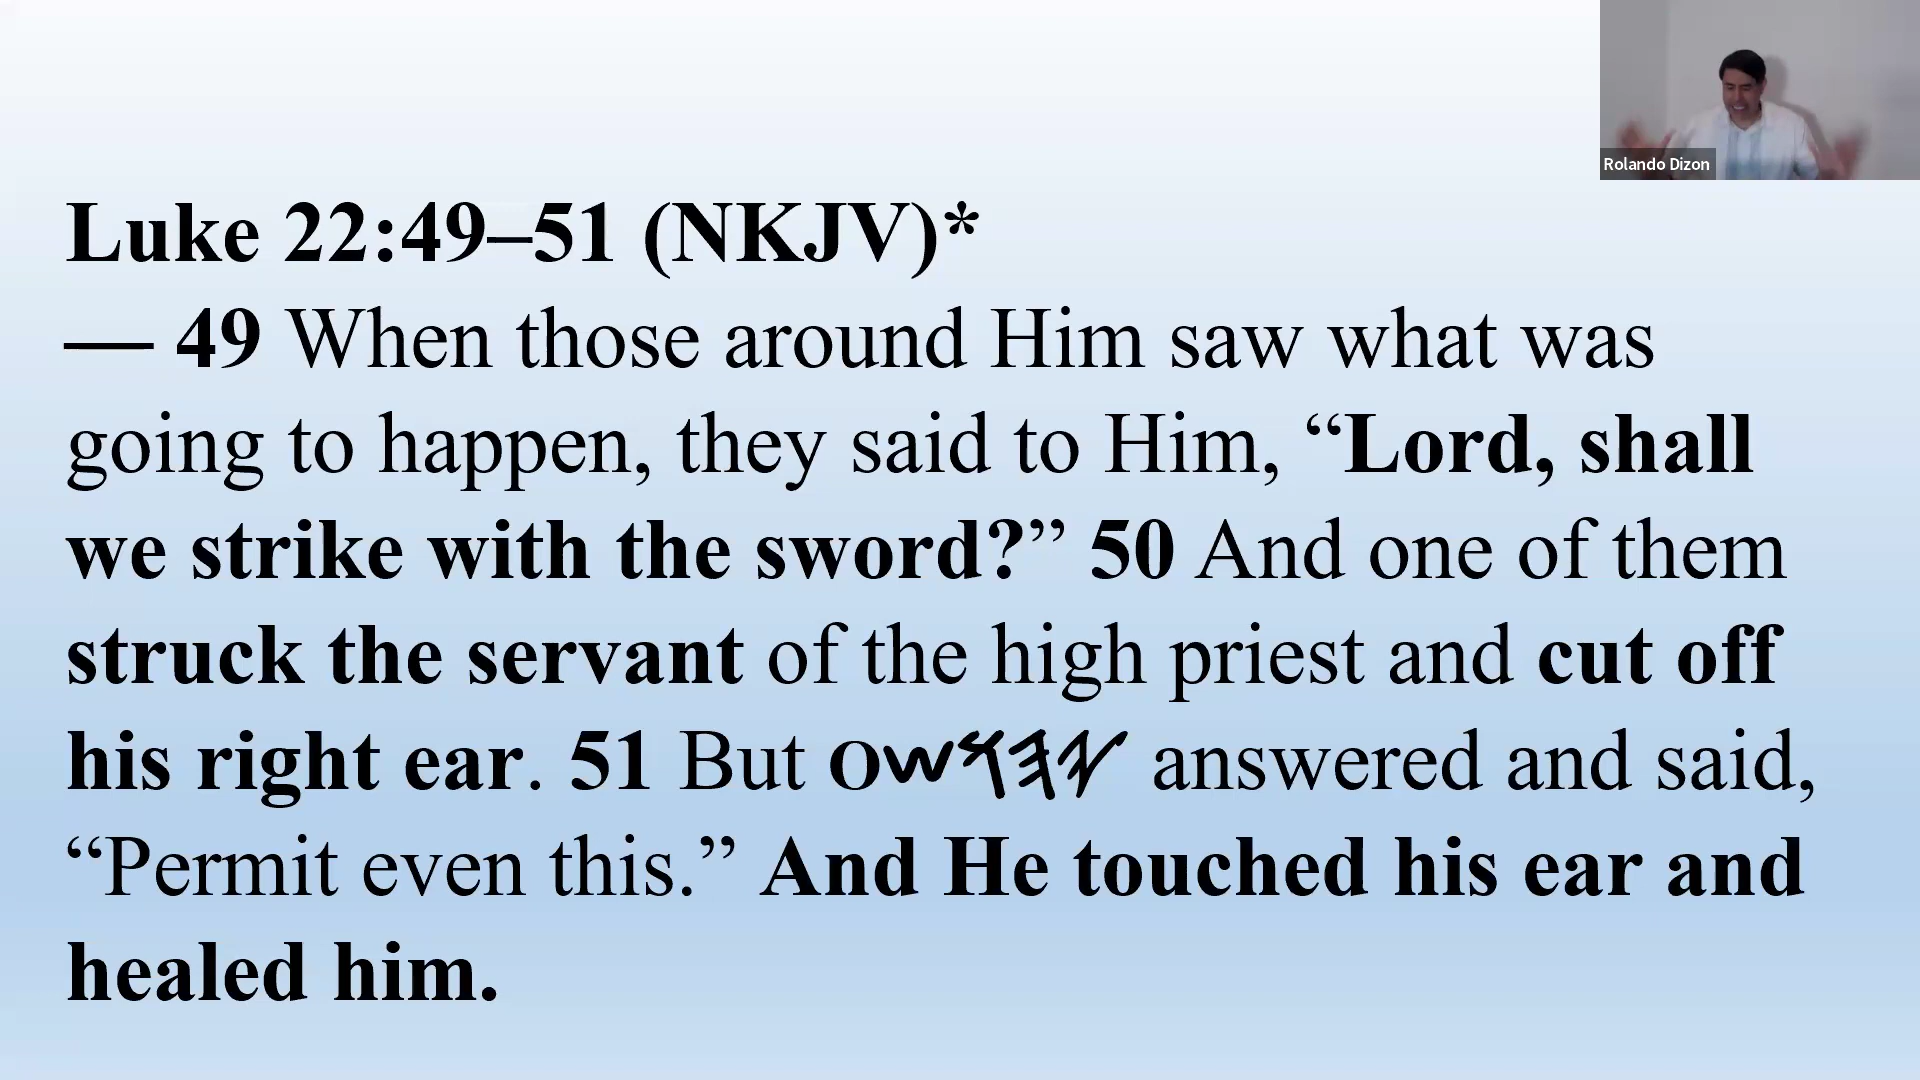 Rolando Dizon
Luke 22:49–51 (NKJV)*
— 49 When those around Him saw what was
going to happen, they said to Him, “Lord, shall
we strike with the sword?” 50 And one of them
struck the servant of the high priest and cut off
his right ear. 51 But 𐤉𐤄𐤅𐤔𐤏 answered and said,
“Permit even this.” And He touched his ear and
healed him.